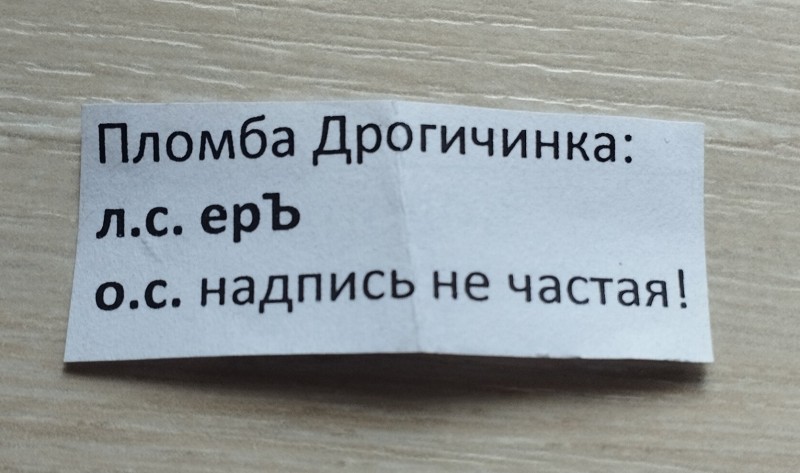 Пломба Дрогичинка:
л.с. ерЪ
о.с. надпись не частая!